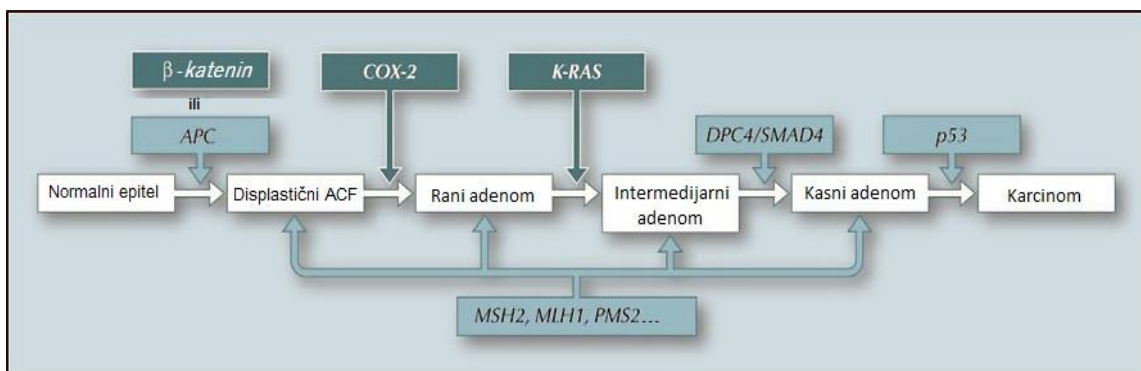 β-katenin
ili
APC
COX-2
K-RAS
DPC4/SMAD4
p53
Normalni epitel
Displastični ACF
Rani adenom
Intermedijarni
adenom
Kasni adenom
Karcinom
MSH2, MLH1, PMS2...